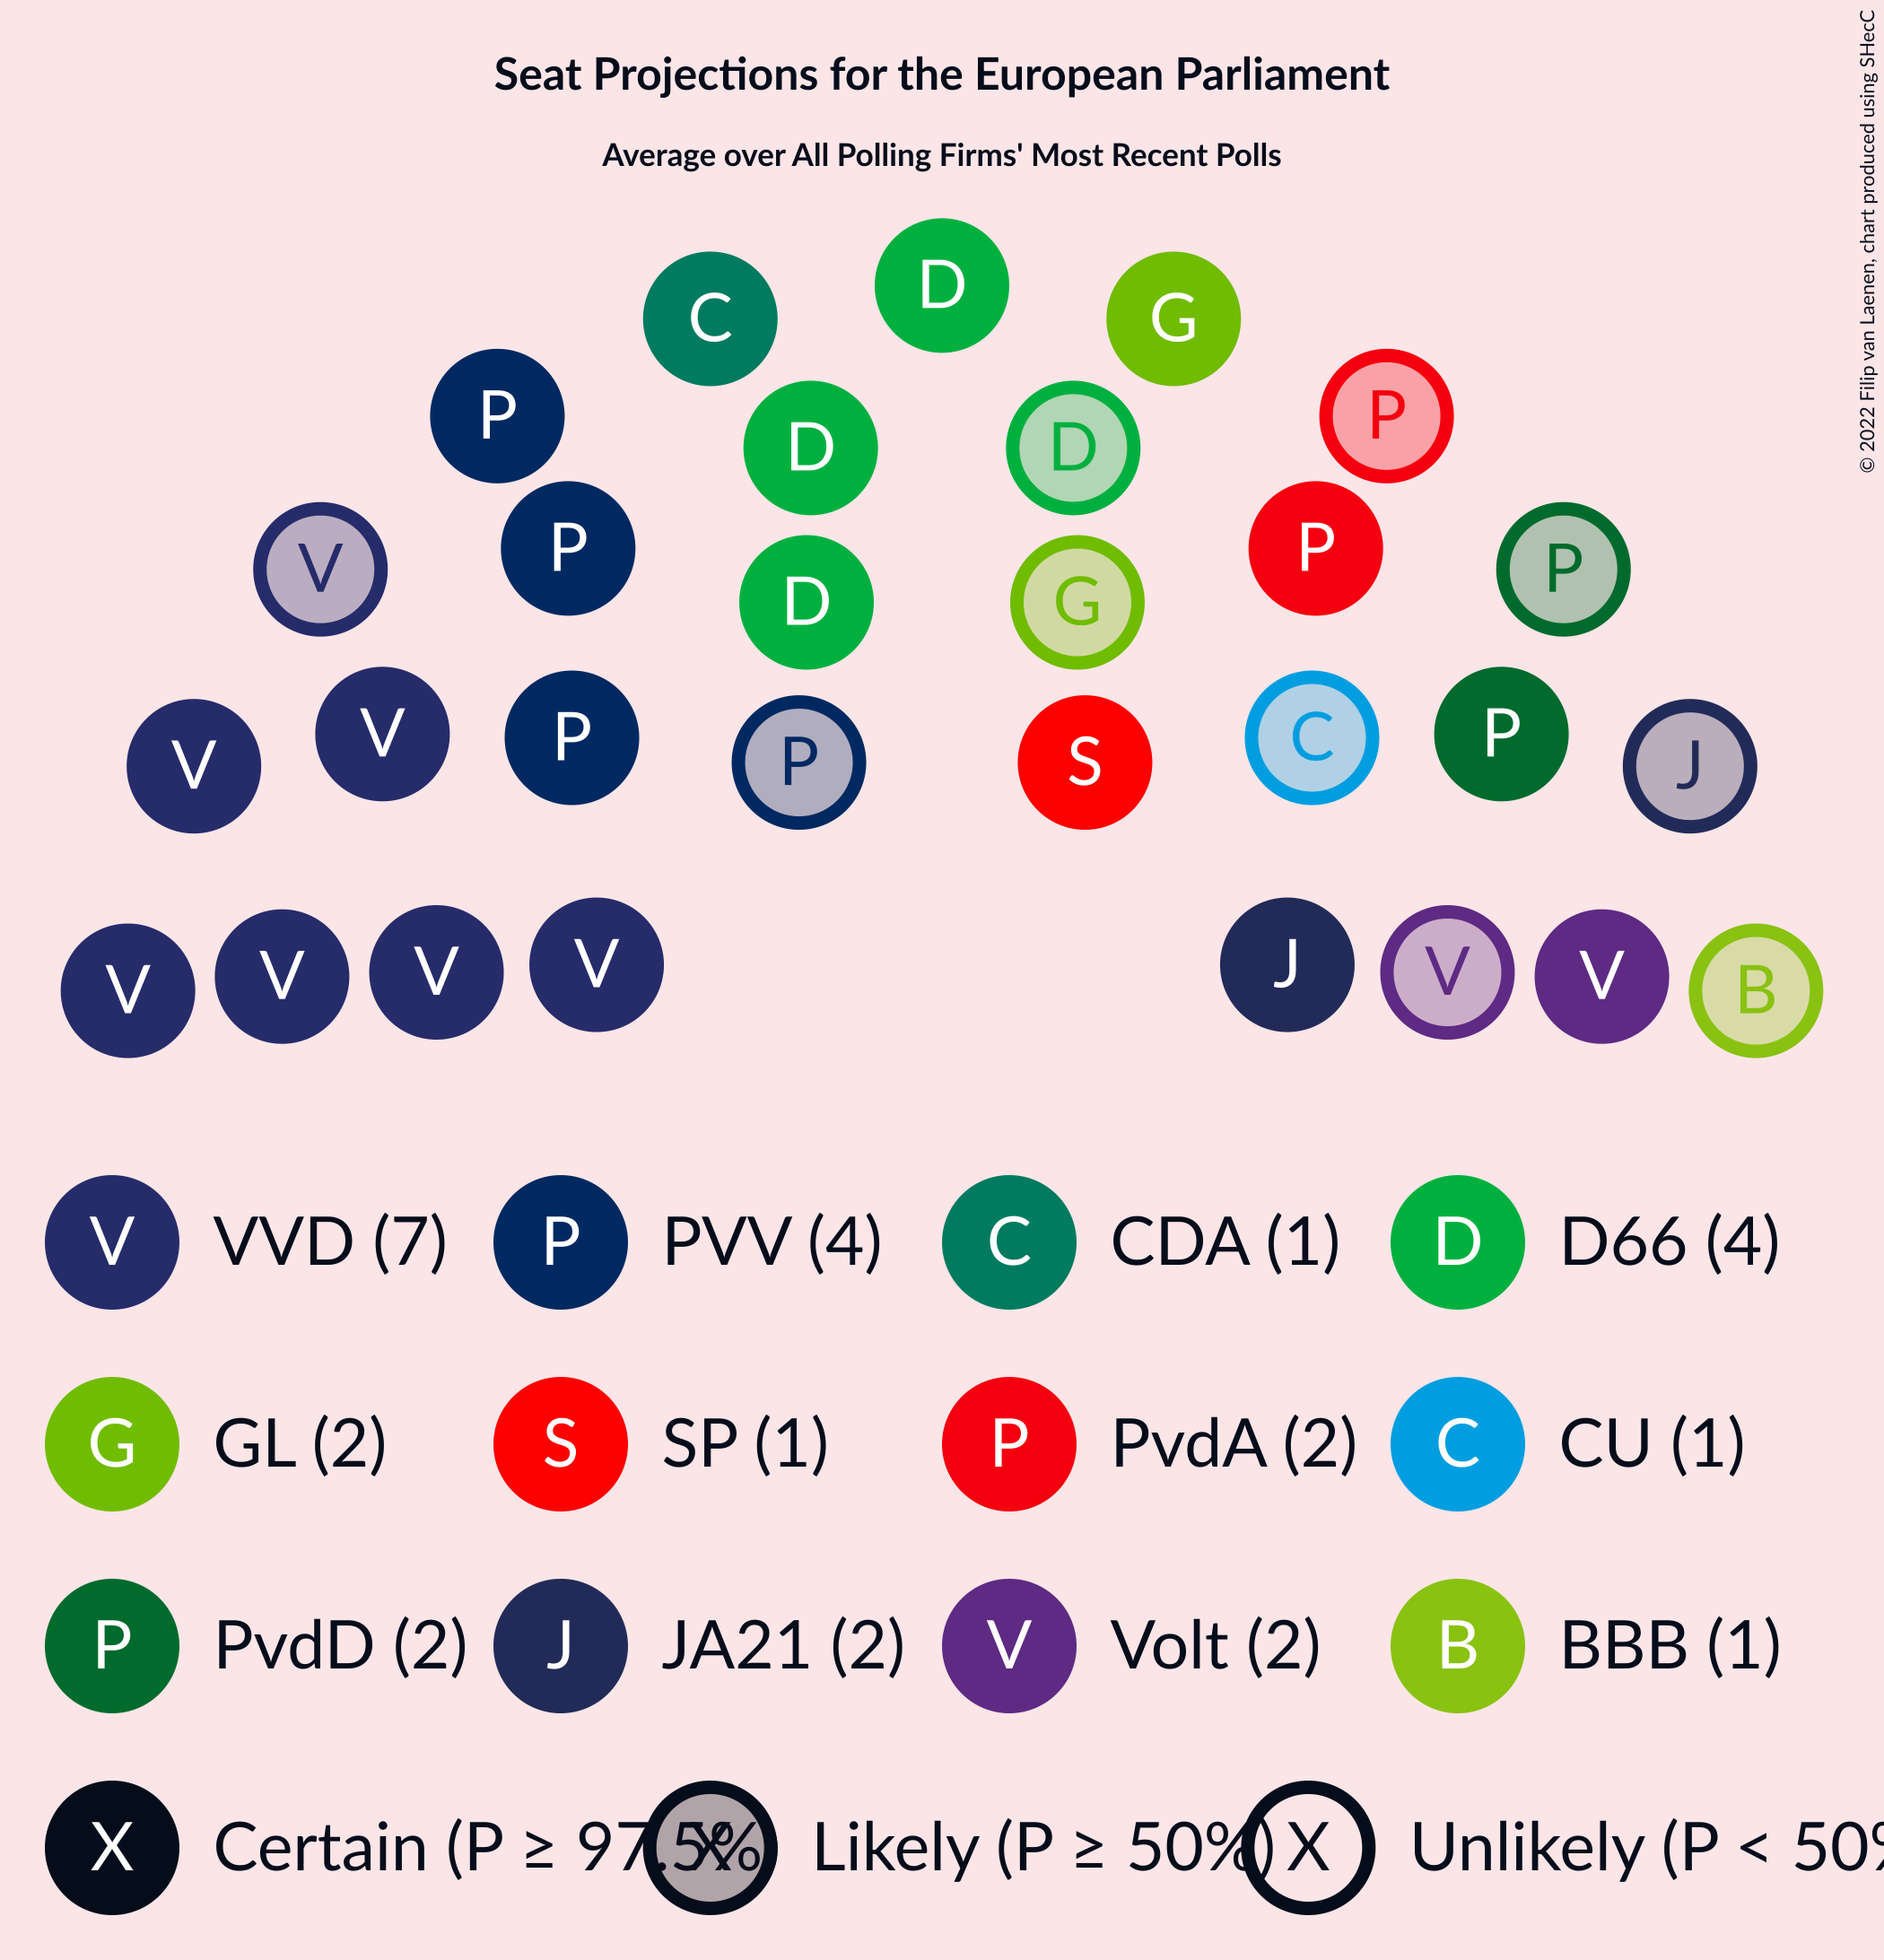 Seat Projections for the European Parliament
Average over All Polling Firms' Most Recent Polls
© 2022 Filip van Laenen, chart produced using SHecC
D
C G
P P
D D
P P
V P
D G
V P P
P S
C
V J
V V V V
J V V B
V VVD (7) P PVV (4) C CDA (1) D D66 (4)
G GL (2) S SP (1) P PvdA (2) C CU (1)
P PvdD (2) J JA21 (2) V Volt (2) B BBB (1)
X Certain (P ≥ 97.5% X Likely (P ≥ 50%) X Unlikely (P < 50%